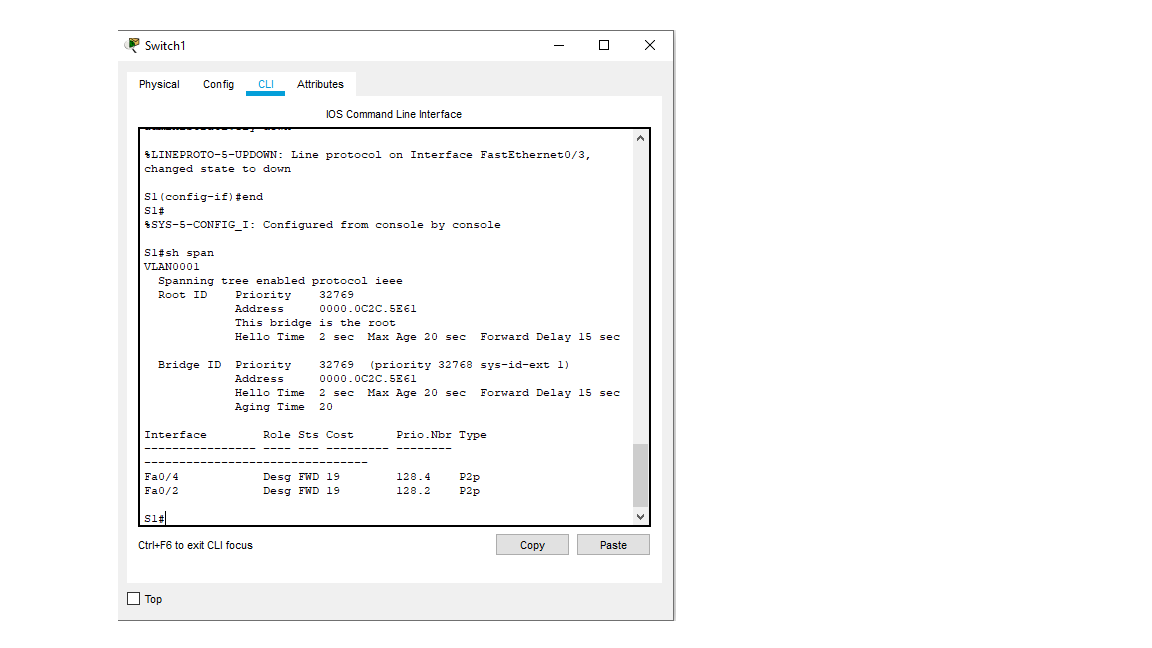 Switch1
Physical Config CLI Attributes
IOS Command Line Interface
%LINEPROTO-5-UPDOWN: Line protocol on Interface FastEthernet0/3,
changed state to down
S1(config-if)#end
S1#
%SYS-5-CONFIG_I: Configured from console by console
S1#sh span
VLAN0001
  Spanning tree enabled protocol ieee
  Root ID    Priority    32769
             Address     0000.0C2C.5E61
             This bridge is the root
             Hello Time  2 sec  Max Age 20 sec  Forward Delay 15 sec
  Bridge ID  Priority    32769  (priority 32768 sys-id-ext 1)
             Address     0000.0C2C.5E61
             Hello Time  2 sec  Max Age 20 sec  Forward Delay 15 sec
             Aging Time  20
Interface        Role Sts Cost      Prio.Nbr Type
---------------- ---- --- --------- --------
--------------------------------
Fa0/4            Desg FWD 19        128.4    P2p
Fa0/2            Desg FWD 19        128.2    P2p
S1#
Ctrl+F6 to exit CLI focus
Copy
Paste
Top